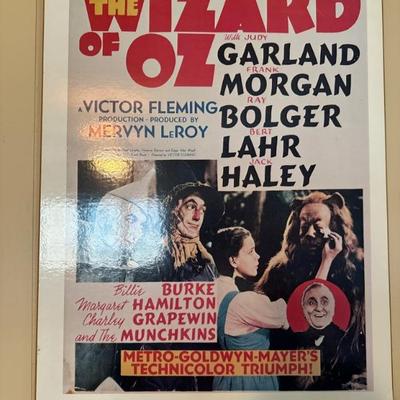 THE WIZARD
OF OZ
with JUDY
GARLAND
FRANK
MORGAN
RAY
BOLGER
BERT
LAHR
JACK
HALEY
A VICTOR FLEMING
PRODUCTION - PRODUCED BY
MERVYN LeROY
Billie BURKE
Margaret HAMILTON
Charley GRAPEWIN
and The MUNCHKINS
METRO-GOLDWYN-MAYER'S
TECHNICOLOR TRIUMPH!